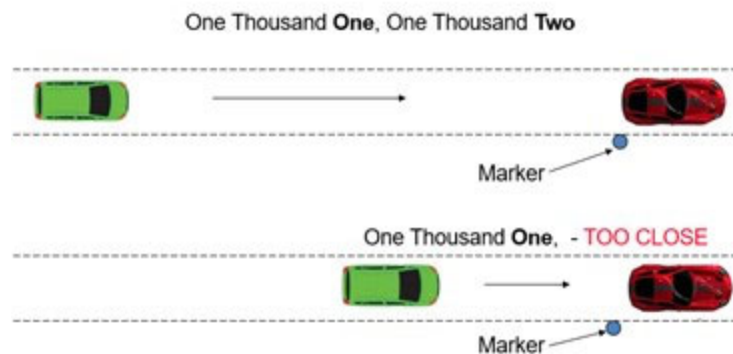 One Thousand One, One Thousand Two
Marker
One Thousand One, - TOO CLOSE
Marker